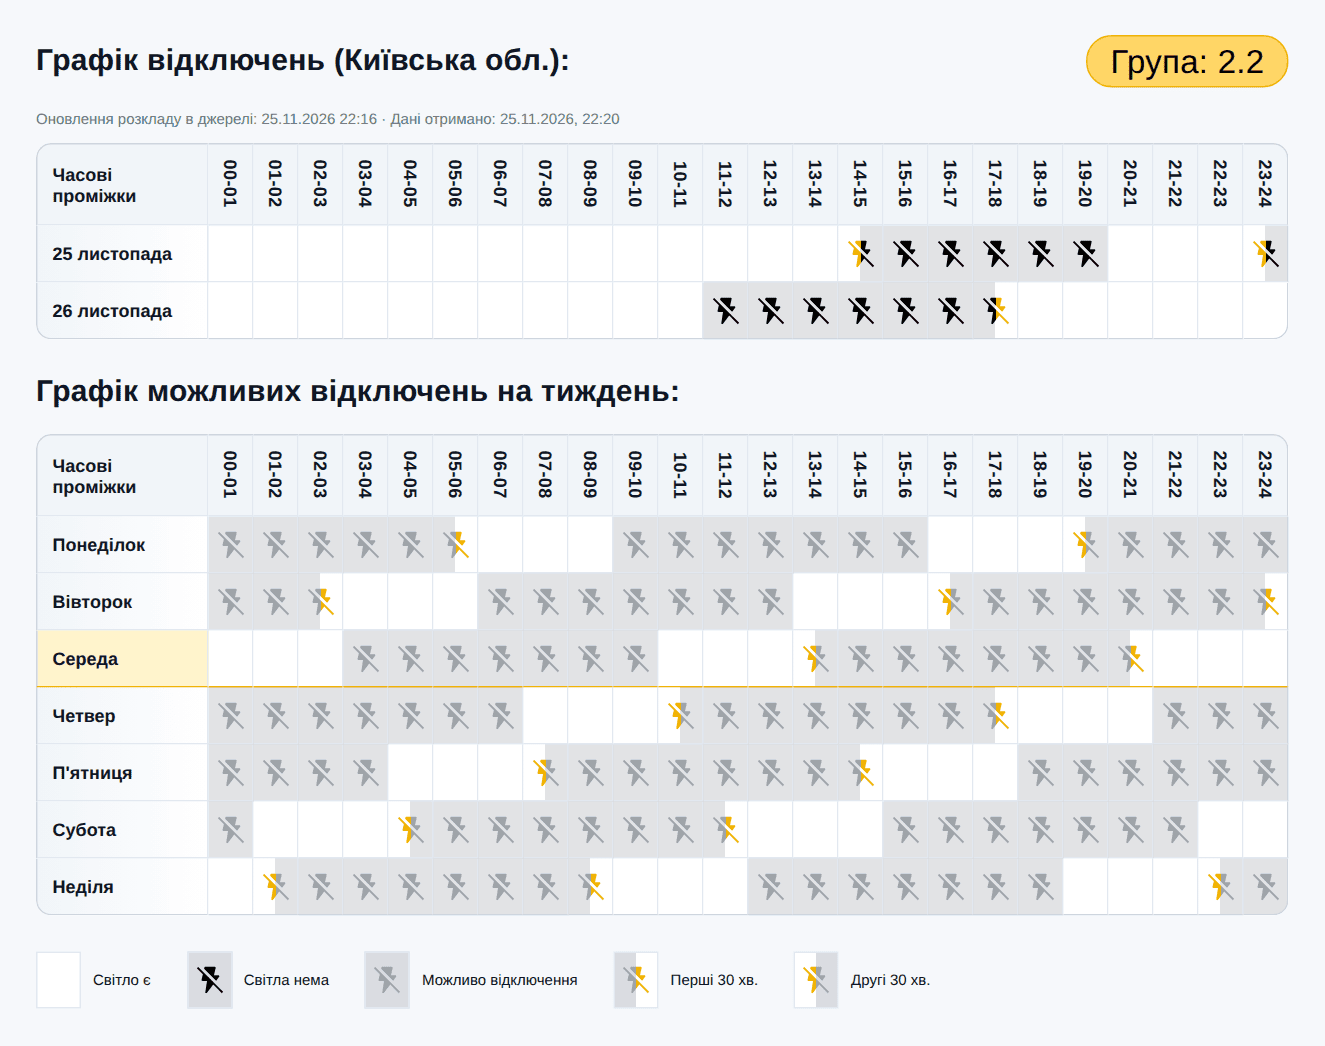 Графік відключень (Київська обл.):
Група: 2.2
Оновлення розкладу в джерелі: 25.11.2026 22:16 · Дані отримано: 25.11.2026, 22:20
Часові проміжки 00-01 01-02 02-03 03-04 04-05 05-06 06-07 07-08 08-09 09-10 10-11 11-12 12-13 13-14 14-15 15-16 16-17 17-18 18-19 19-20 20-21 21-22 22-23 23-24
25 листопада
26 листопада
Графік можливих відключень на тиждень:
Часові проміжки 00-01 01-02 02-03 03-04 04-05 05-06 06-07 07-08 08-09 09-10 10-11 11-12 12-13 13-14 14-15 15-16 16-17 17-18 18-19 19-20 20-21 21-22 22-23 23-24
Понеділок
Вівторок
Середа
Четвер
П'ятниця
Субота
Неділя
Світло є Світла нема Можливо відключення Перші 30 хв. Другі 30 хв.